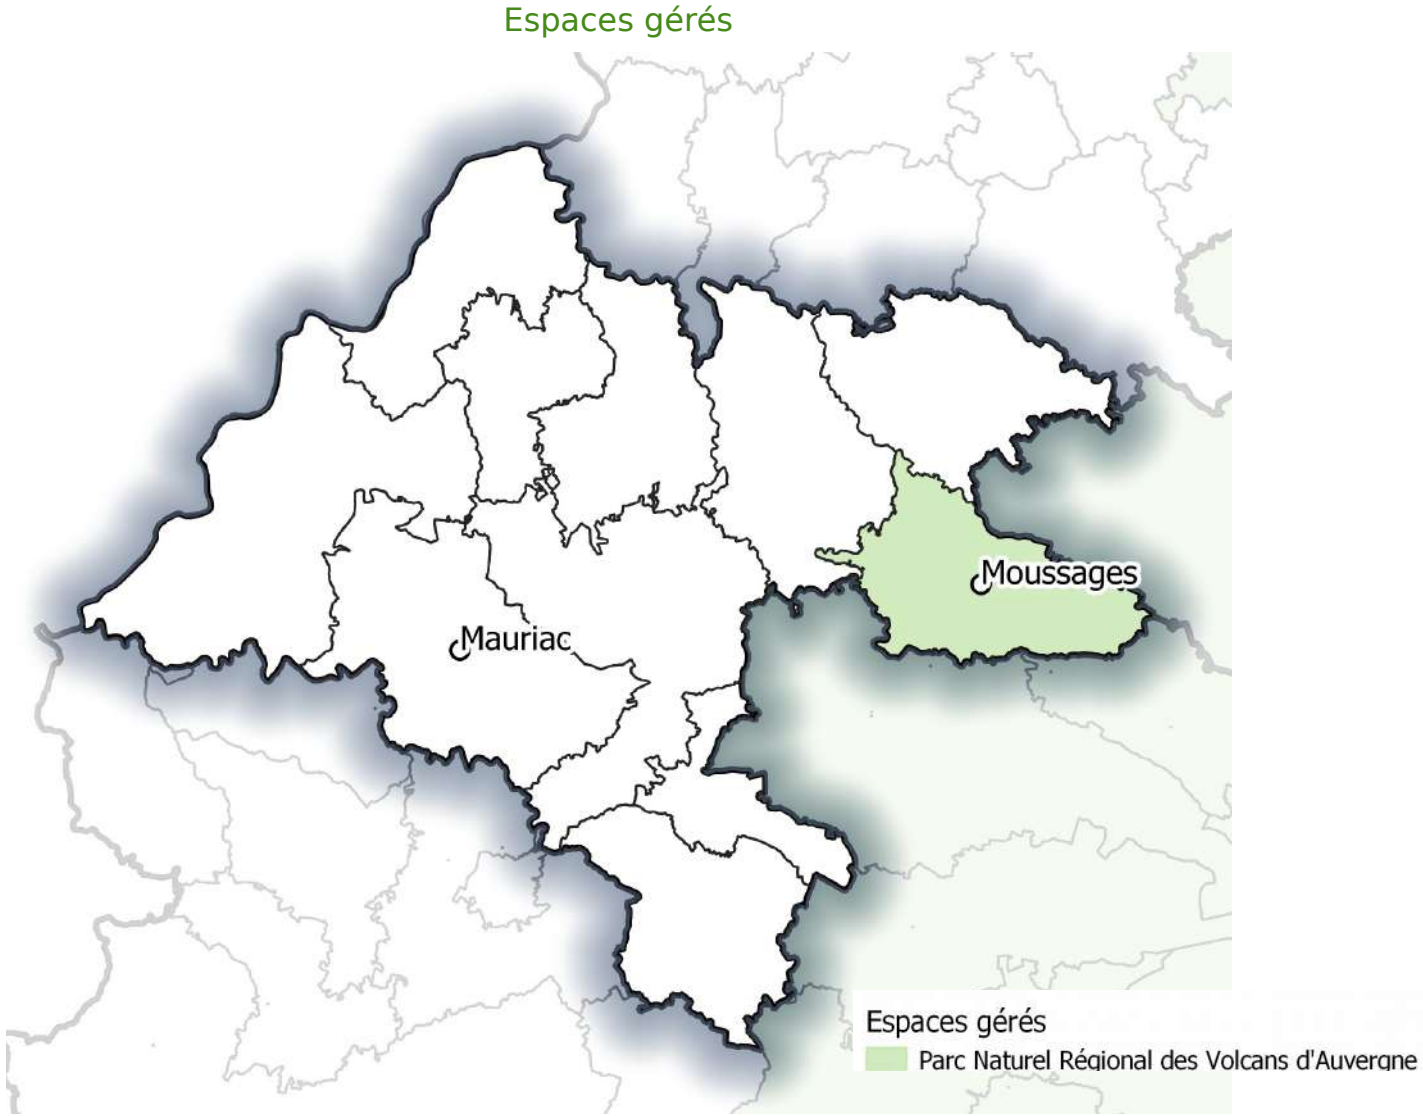 Espaces gérés
Moussages
Mauriac
Espaces gérés
Parc Naturel Régional des Volcans d'Auvergne